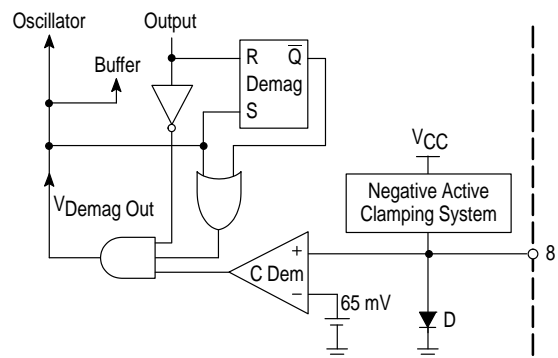 Oscillator
Output
Buffer
R Q̅
Demag
S
VCC
Negative Active
Clamping System
VDemag Out
C Dem
+
–
65 mV
D
8